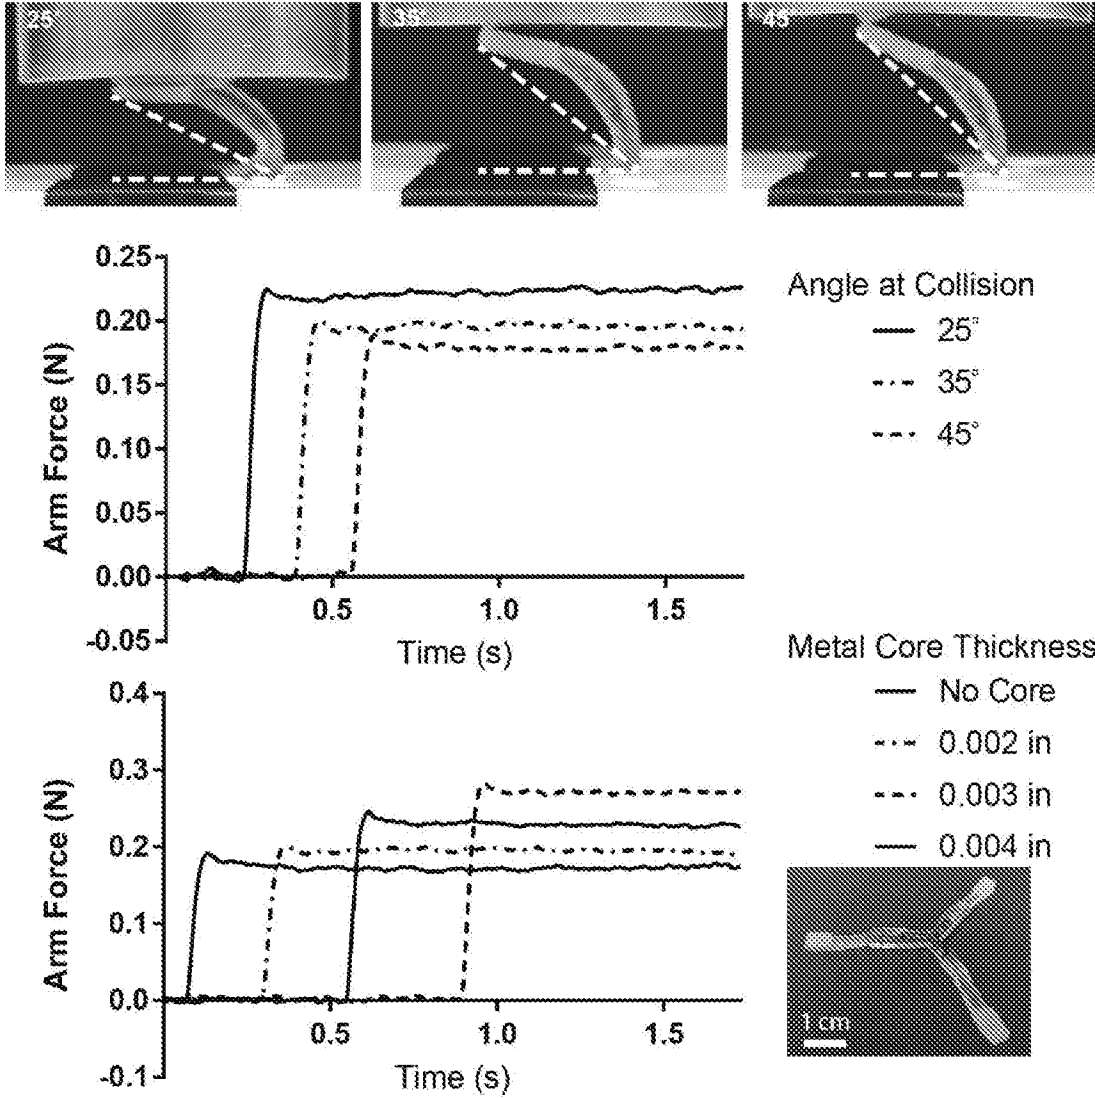 25° 35° 45°
0.25
0.20
0.15
0.10
0.05
0.00
-0.05
Arm Force (N)
0.5 1.0 1.5
Time (s)
Angle at Collision
25°
35°
45°
0.4
0.3
0.2
0.1
0.0
-0.1
Arm Force (N)
0.5 1.0 1.5
Time (s)
Metal Core Thickness
No Core
0.002 in
0.003 in
0.004 in
1 cm